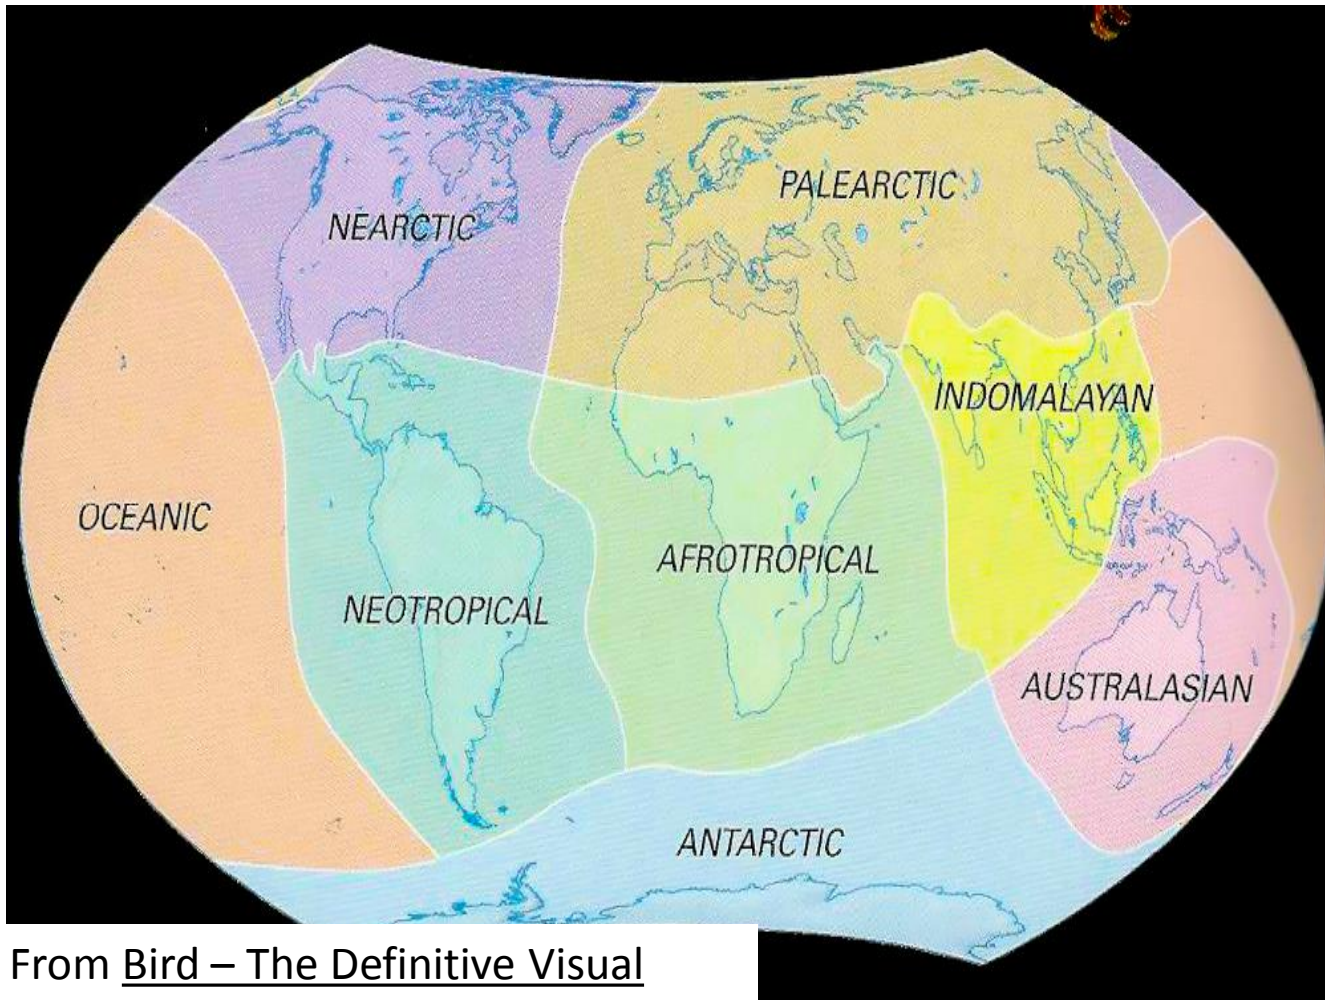 PALEARCTIC
NEARCTIC
INDOMALAYAN
OCEANIC
AFROTROPICAL
NEOTROPICAL
AUSTRALASIAN
ANTARCTIC
From Bird – The Definitive Visual